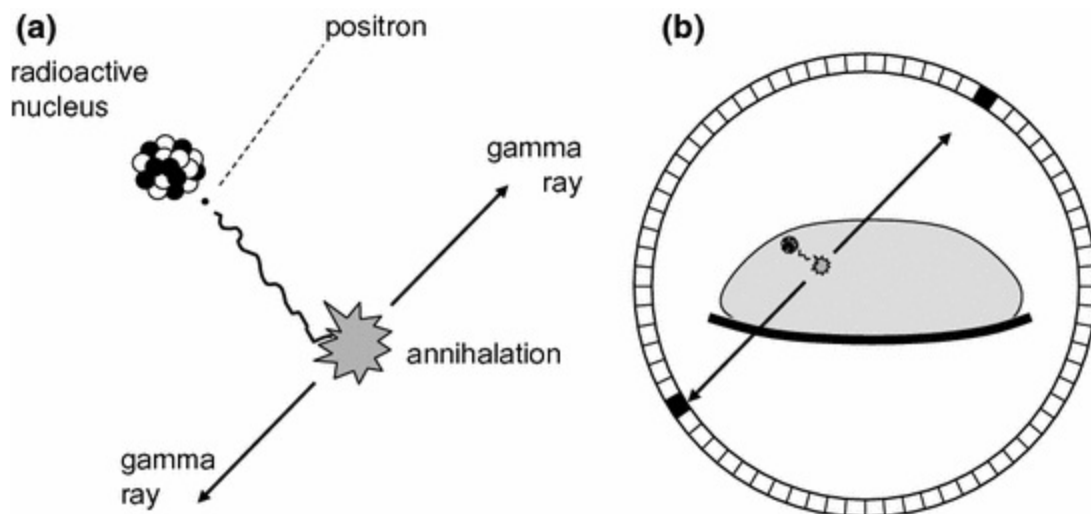 (a)
positron
(b)
radioactive
nucleus
gamma
ray
annihalation
gamma
ray